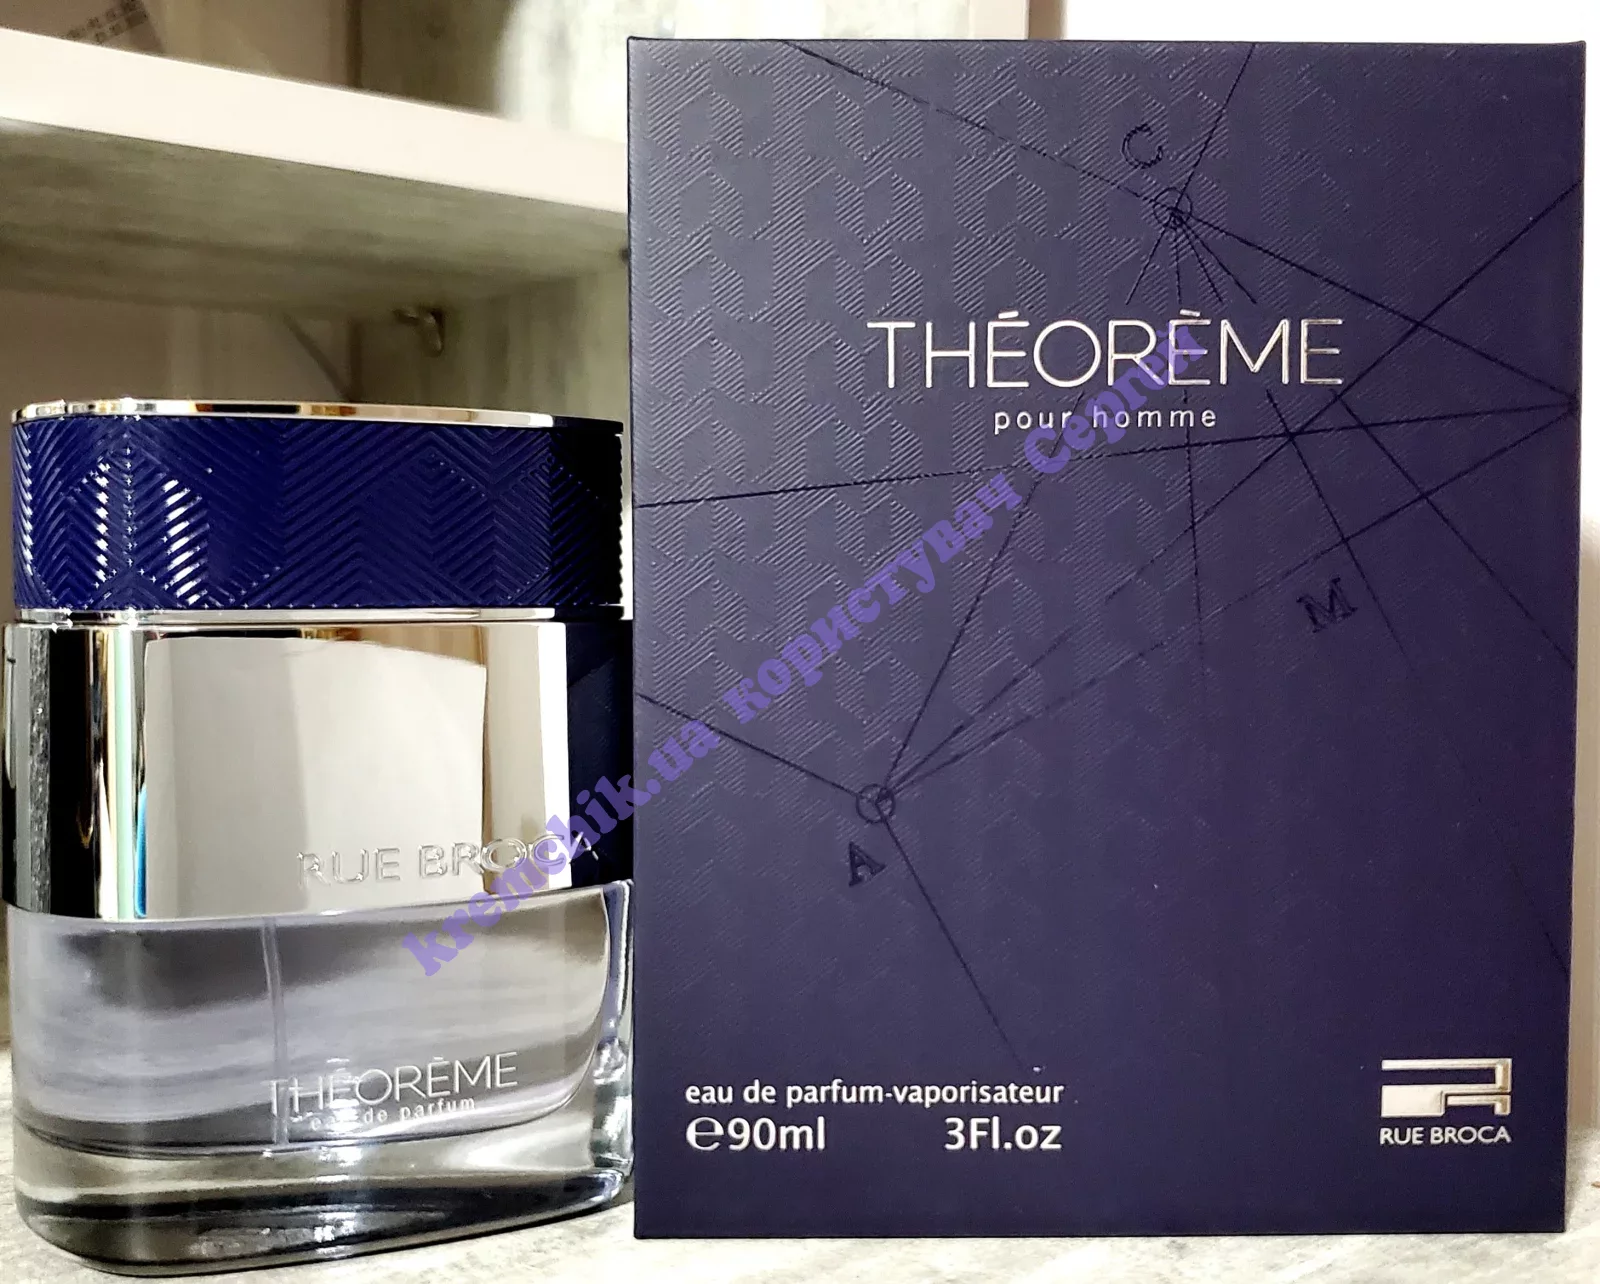 C
THÉORÈME
pour homme
M
A
RUE BROCA
THÉORÈME
eau de parfum
eau de parfum-vaporisateur
℮90ml 3Fl.oz
RUE BROCA
kremchik.ua користувач Сергей